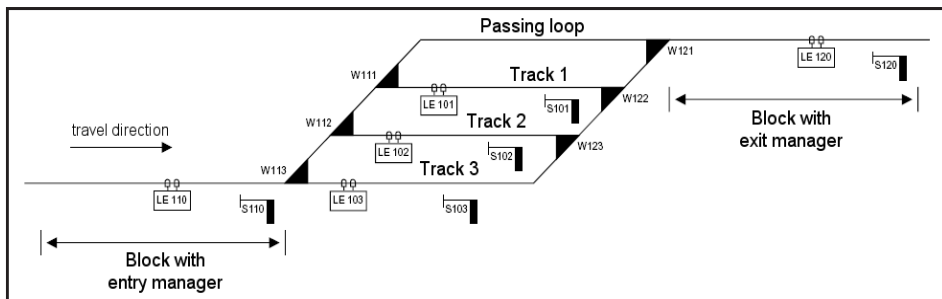 Passing loop
W121
LE 120
S120
W111
Track 1
LE 101
S101
W122
travel direction
W112
Track 2
LE 102
S102
W123
Block with
exit manager
W113
Track 3
LE 110
S110
LE 103
S103
Block with
entry manager